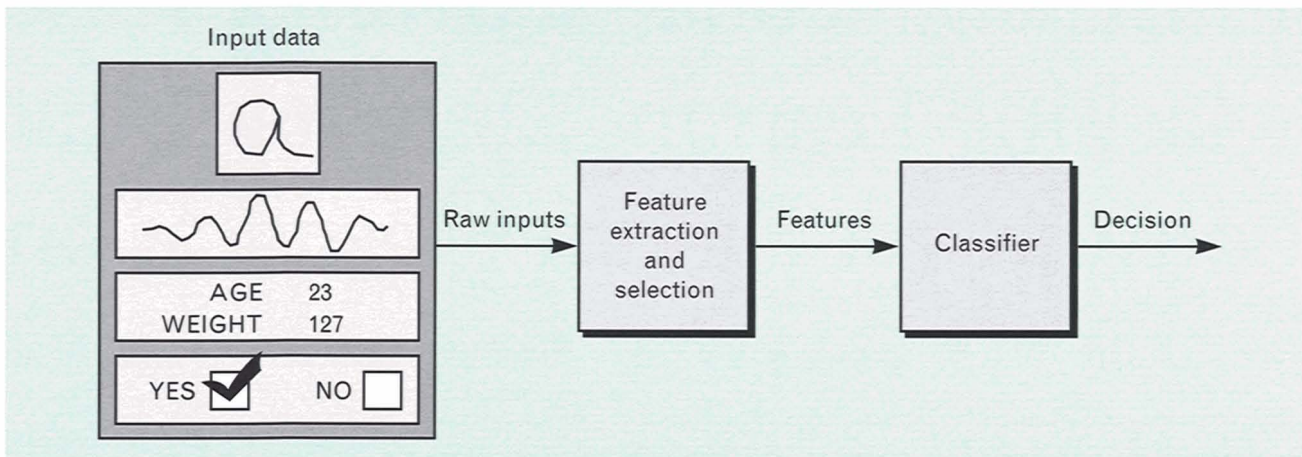 Input data
a
AGE 23
WEIGHT 127
YES NO
Raw inputs
Feature
extraction
and
selection
Features
Classifier
Decision